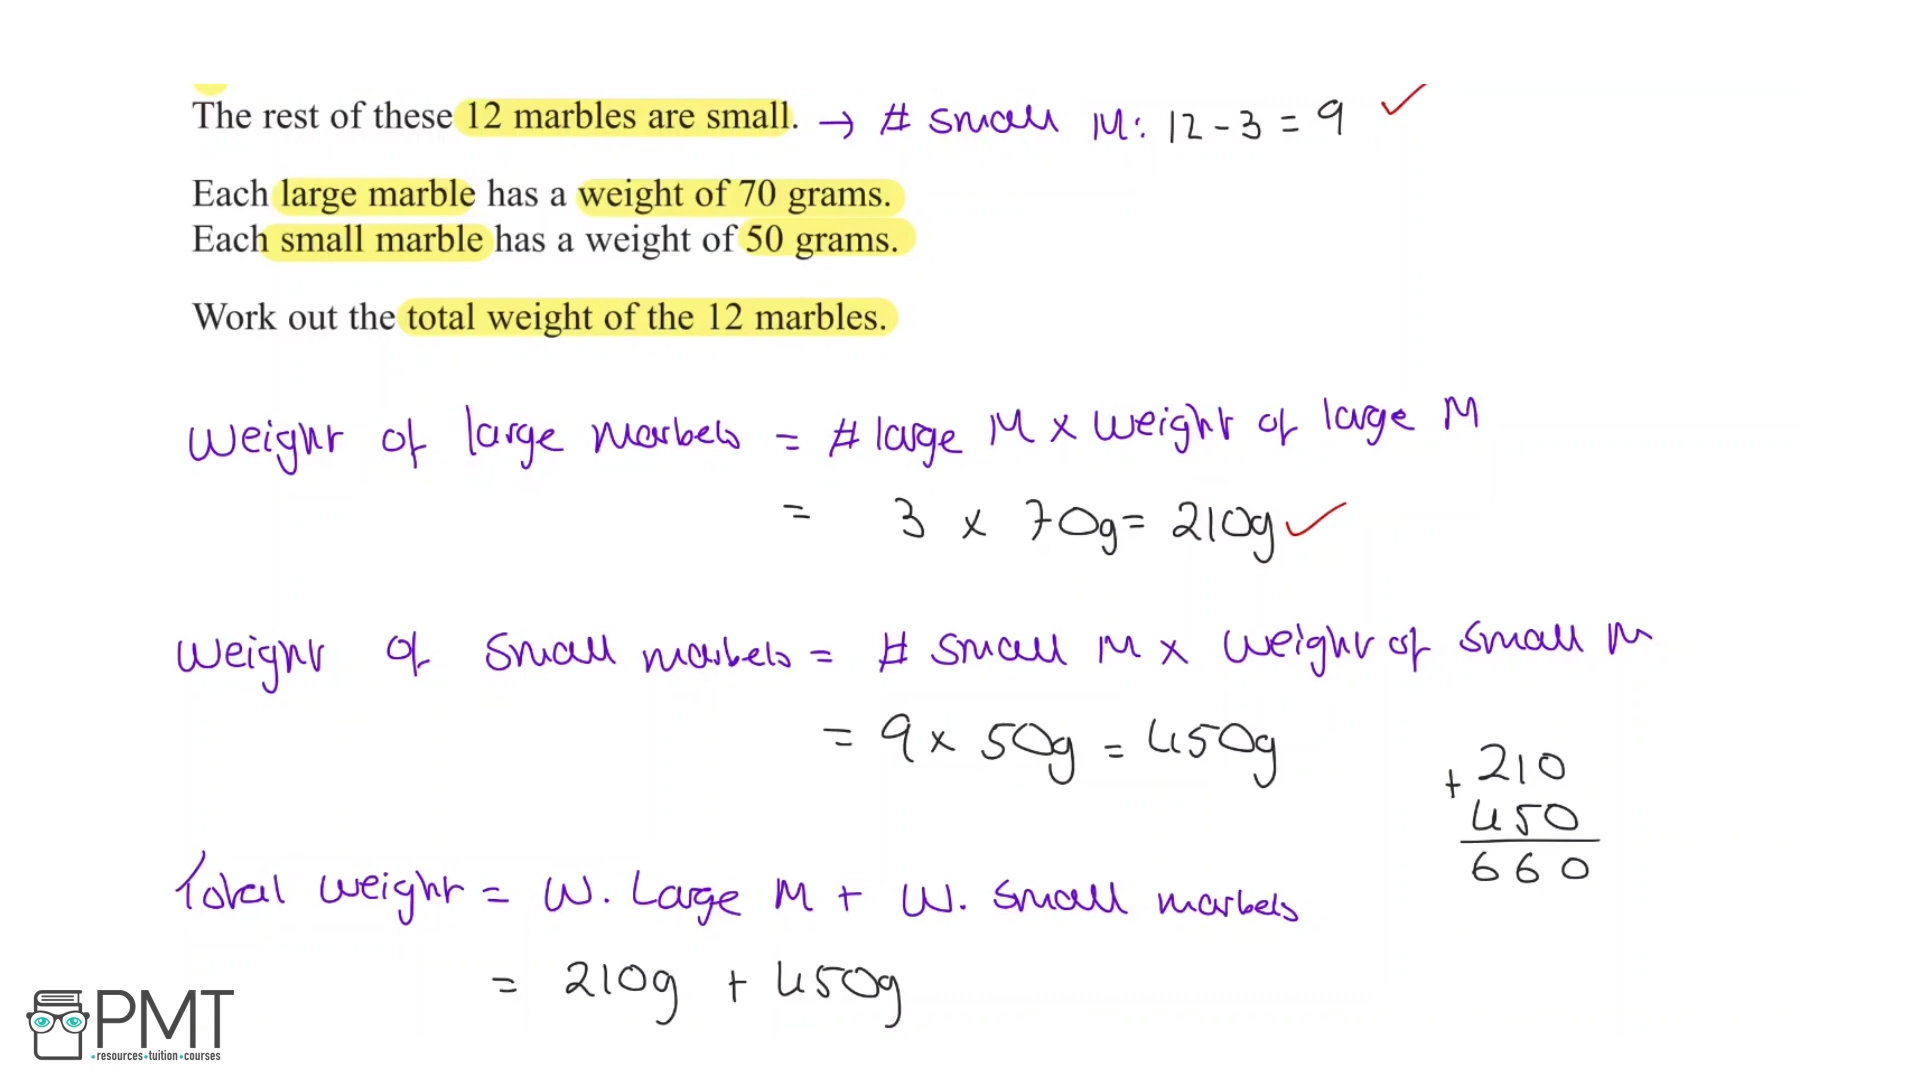 The rest of these 12 marbles are small. → # small M: 12 - 3 = 9 ✓
Each large marble has a weight of 70 grams.
Each small marble has a weight of 50 grams.
Work out the total weight of the 12 marbles.
Weight of large marbels = # large M x weight of large M
= 3 x 70g = 210g ✓
Weight of small marbels = # small M x weight of small M
= 9 x 50g = 450g
+ 210
450
660
Total weight = W. Large M + W. small marbels
= 210g + 450g
PMT
•resources•tuition•courses